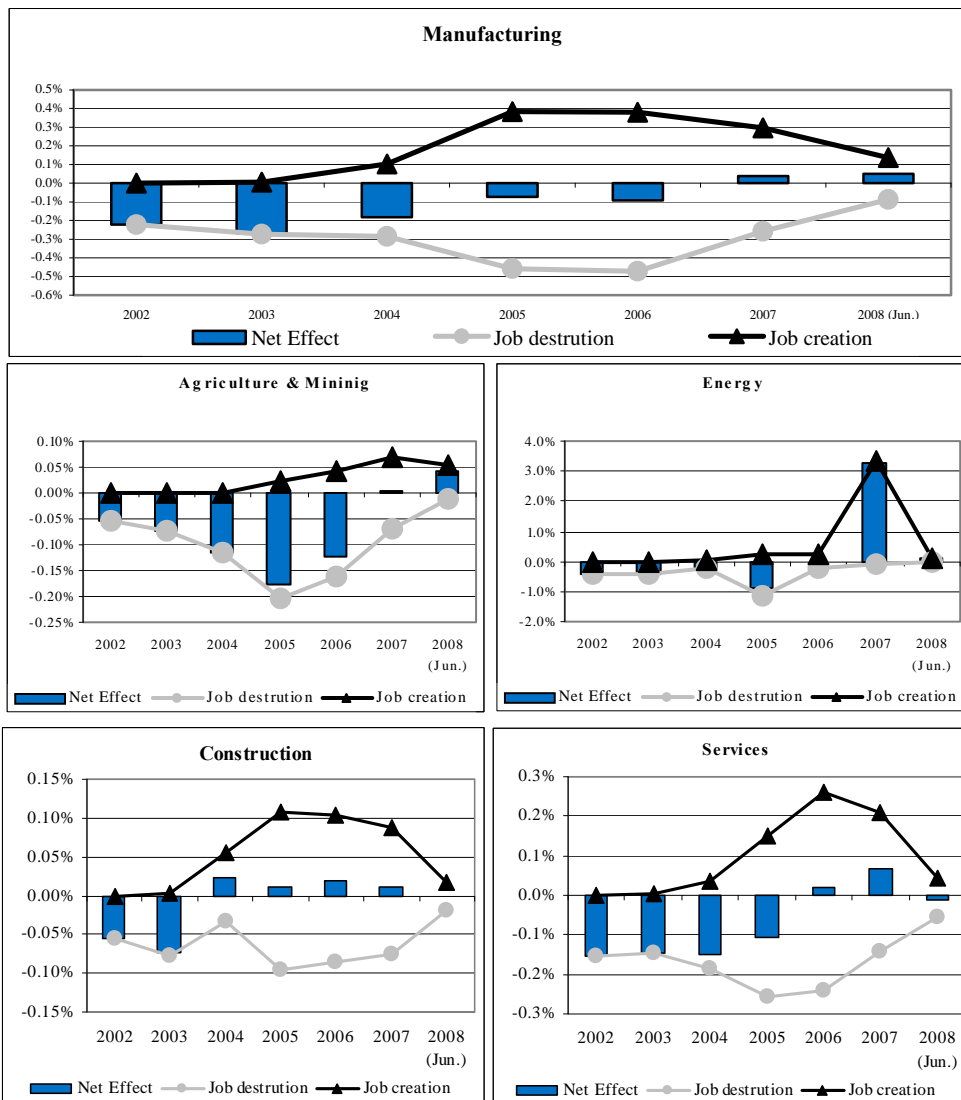 Manufacturing
0.5%
0.4%
0.3%
0.2%
0.1%
0.0%
-0.1%
-0.2%
-0.3%
-0.4%
-0.5%
-0.6%
2002 2003 2004 2005 2006 2007 2008 (Jun.)
Net Effect Job destrution Job creation
Agriculture & Mininig
0.10%
0.05%
0.00%
-0.05%
-0.10%
-0.15%
-0.20%
-0.25%
2002 2003 2004 2005 2006 2007 2008
(Jun.)
Net Effect Job destrution Job creation
Energy
4.0%
3.0%
2.0%
1.0%
0.0%
-1.0%
-2.0%
2002 2003 2004 2005 2006 2007 2008
(Jun.)
Net Effect Job destrution Job creation
Construction
0.15%
0.10%
0.05%
0.00%
-0.05%
-0.10%
-0.15%
2002 2003 2004 2005 2006 2007 2008
(Jun.)
Net Effect Job destrution Job creation
Services
0.3%
0.2%
0.1%
0.0%
-0.1%
-0.2%
-0.3%
2002 2003 2004 2005 2006 2007 2008
(Jun.)
Net Effect Job destrution Job creation